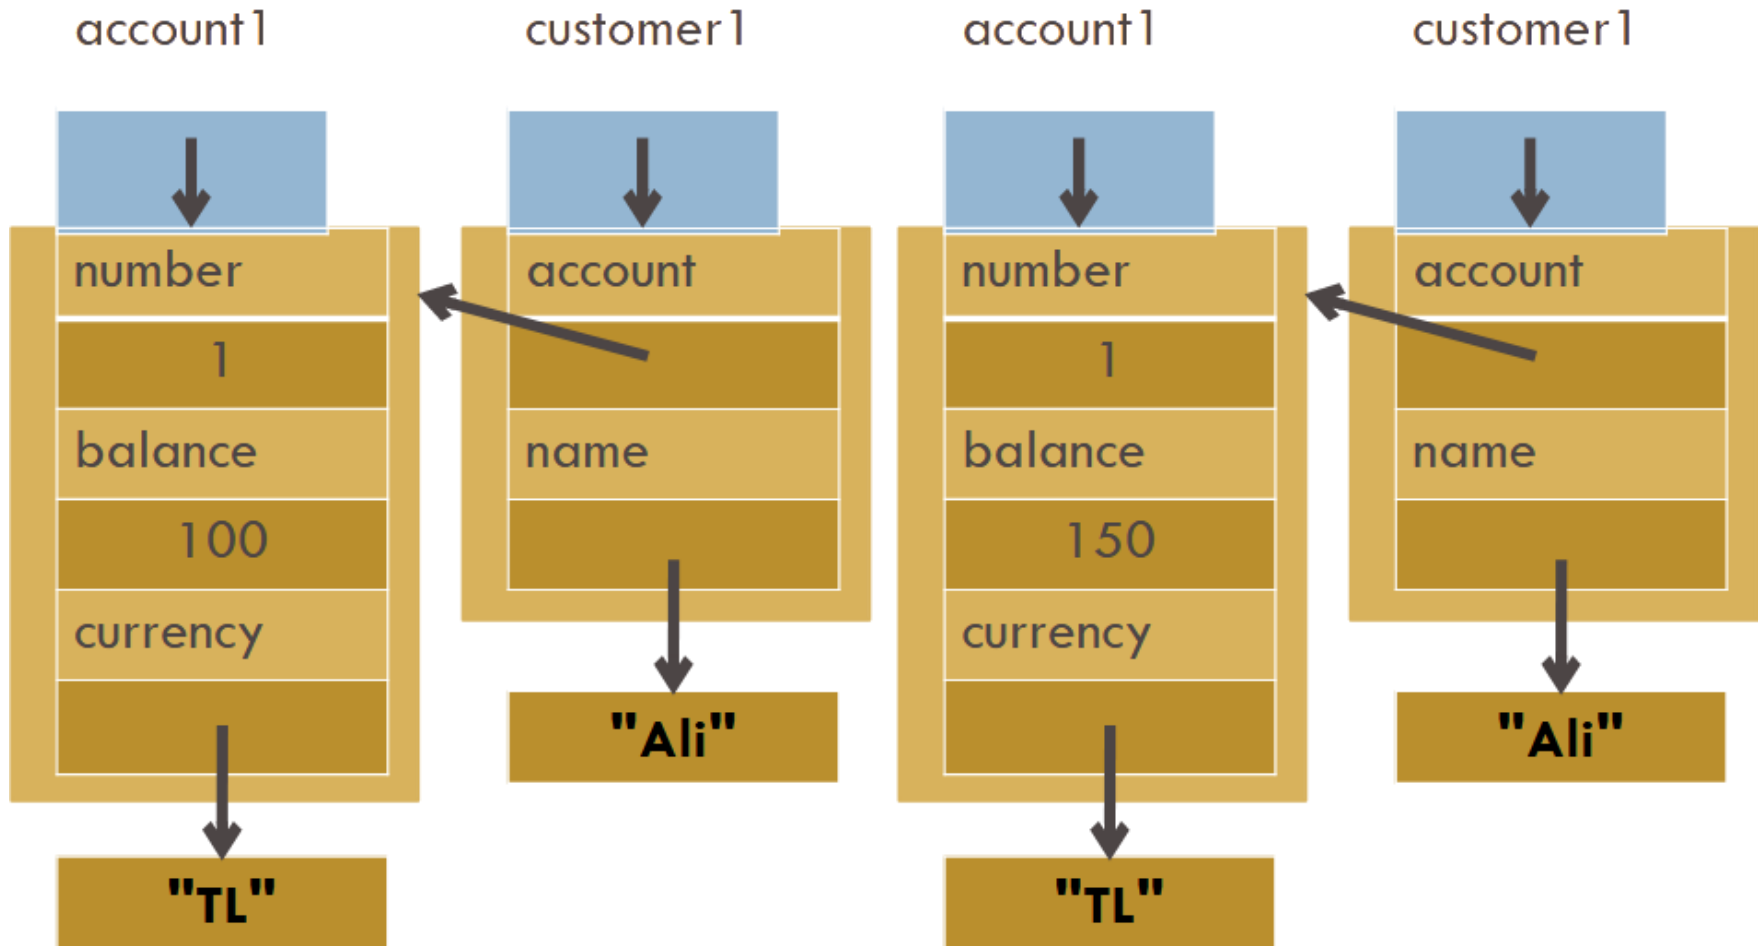 account1
customer1
account1
customer1
number
1
balance
100
currency
"TL"
account
name
"Ali"
number
1
balance
150
currency
"TL"
account
name
"Ali"